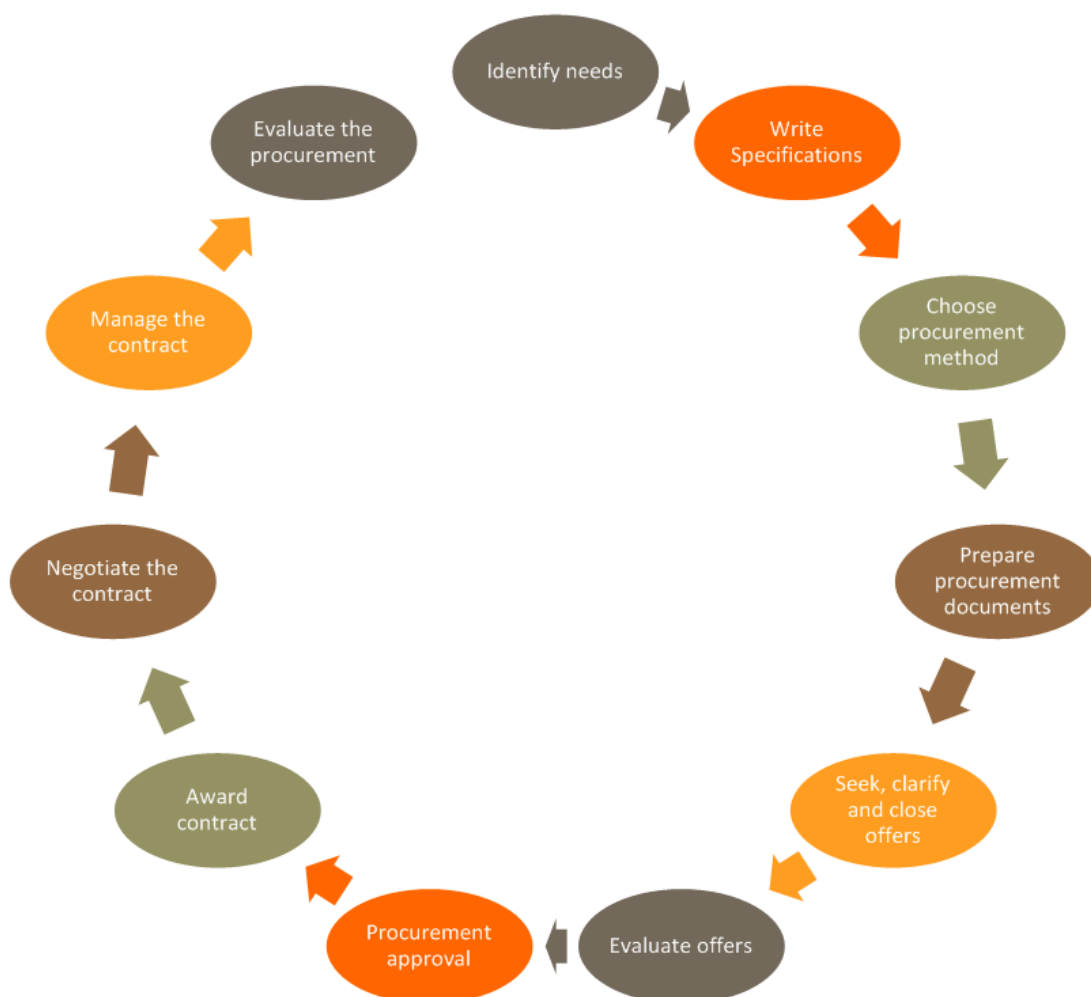 Identify needs
Write
Specifications
Choose
procurement
method
Prepare
procurement
documents
Seek, clarify
and close
offers
Evaluate offers
Procurement
approval
Award
contract
Negotiate the
contract
Manage the
contract
Evaluate the
procurement